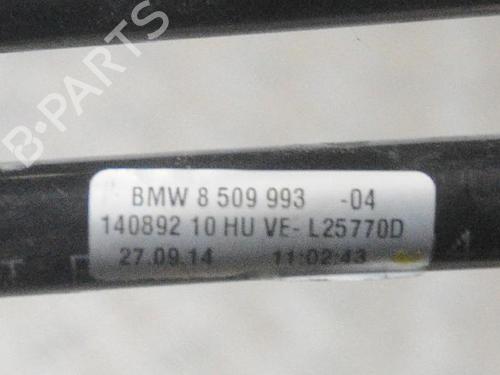 B-PARTS
BMW 8 509 993 -04
140892 10 HU VE- L25770D
27.09.14 11:02:43